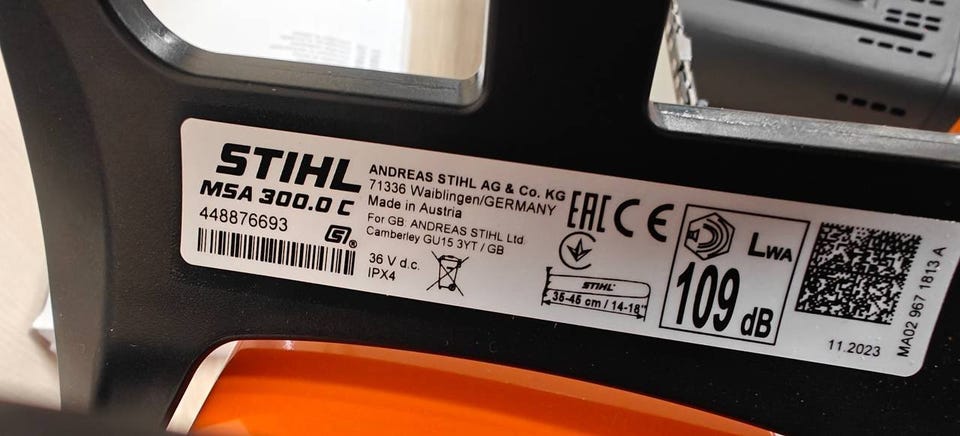 STIHL
MSA 300.0 C
448876693
ANDREAS STIHL AG & Co. KG
71336 Waiblingen/GERMANY
Made in Austria
For GB: ANDREAS STIHL Ltd
Camberley GU15 3YT / GB
36 V d.c.
IPX4
EAC CE
STIHL
35-45 cm / 14-18"
LWA
109 dB
11.2023
MA02 967 1813 A